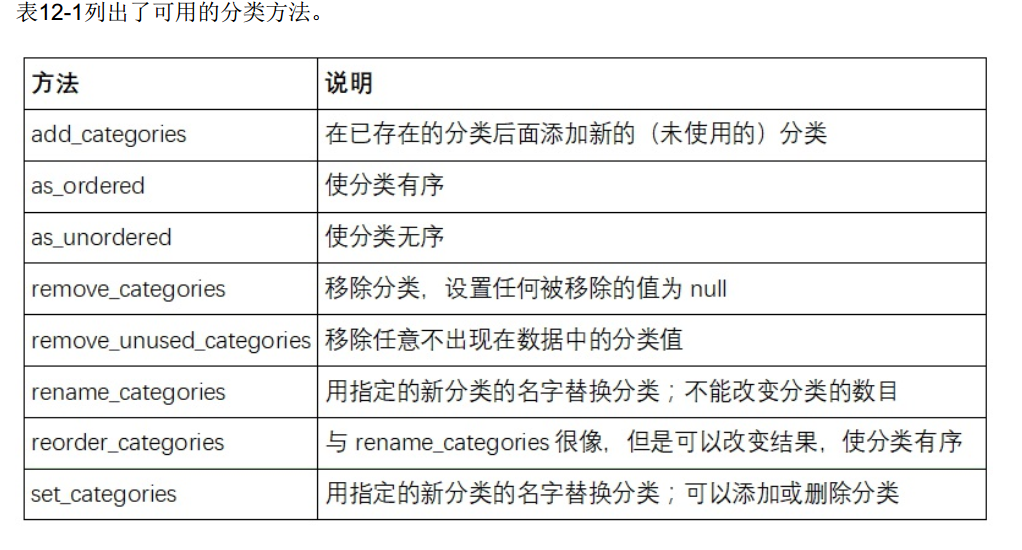 表12-1列出了可用的分类方法。
方法 说明
add_categories 在已存在的分类后面添加新的（未使用的）分类
as_ordered 使分类有序
as_unordered 使分类无序
remove_categories 移除分类，设置任何被移除的值为 null
remove_unused_categories 移除任意不出现在数据中的分类值
rename_categories 用指定的新分类的名字替换分类；不能改变分类的数目
reorder_categories 与 rename_categories 很像，但是可以改变结果，使分类有序
set_categories 用指定的新分类的名字替换分类；可以添加或删除分类